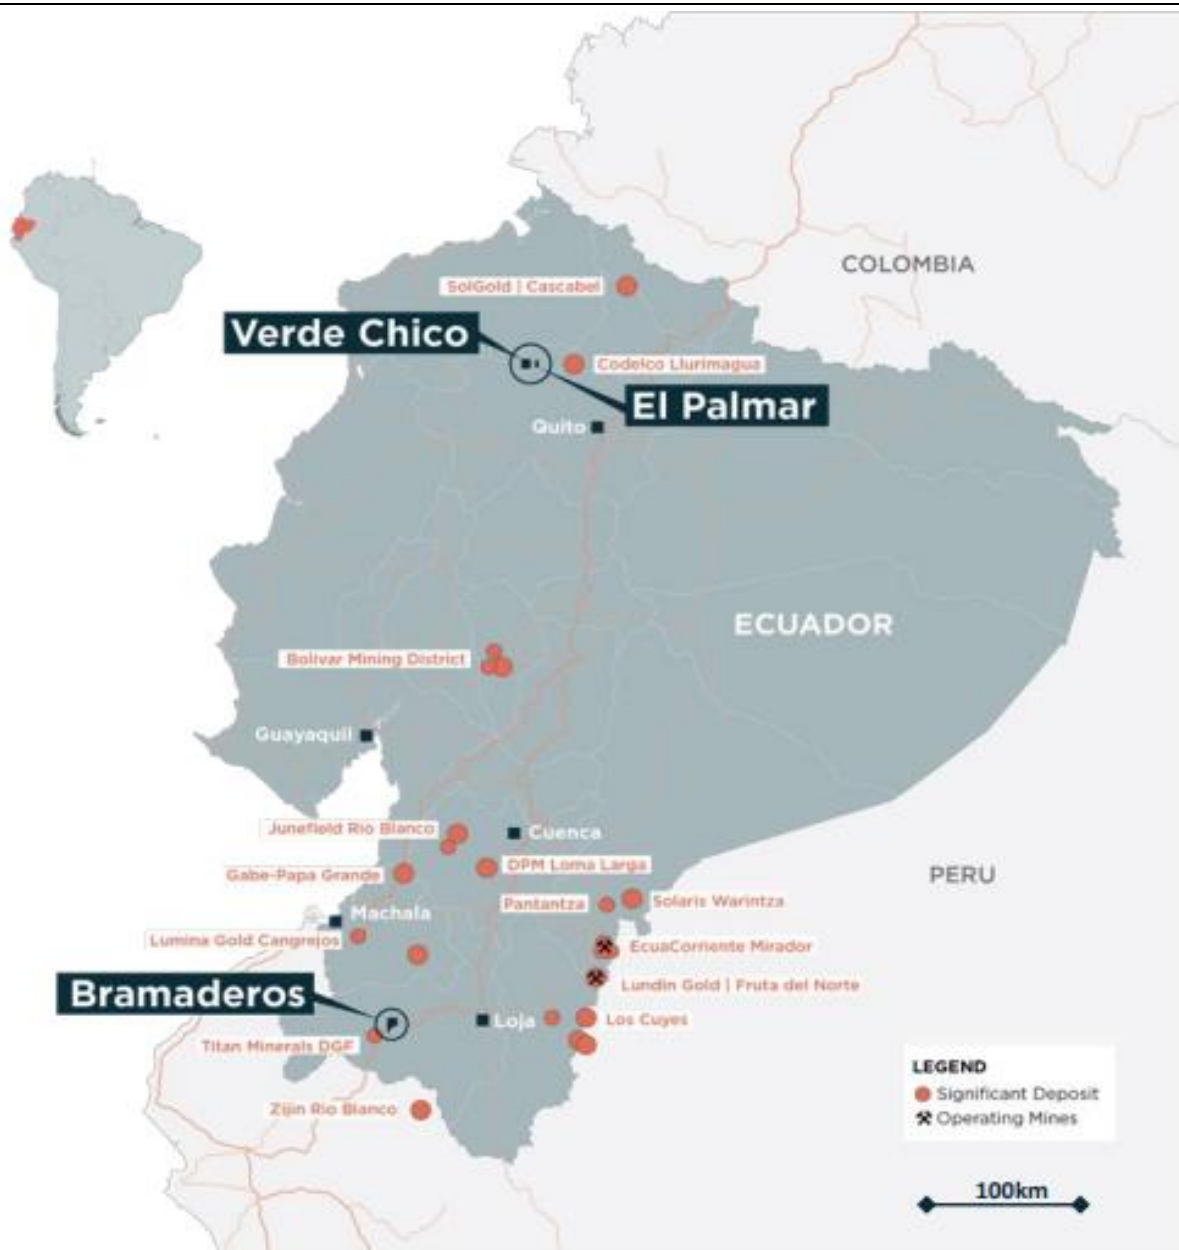 COLOMBIA
SolGold | Cascabel
Verde Chico
Codelco Llurimagua
El Palmar
Quito
ECUADOR
Bolivar Mining District
Guayaquil
Junefield Rio Blanco
Cuenca
DPM Loma Larga
Gabe-Papa Grande
PERU
Pantantza
Solaris Warintza
Machala
Lumina Gold Cangrejos
EcuaCorriente Mirador
Bramaderos
Lundin Gold | Fruta del Norte
Loja
Los Cuyes
Titan Minerals DGF
LEGEND
Significant Deposit
Operating Mines
Zijin Rio Blanco
100km